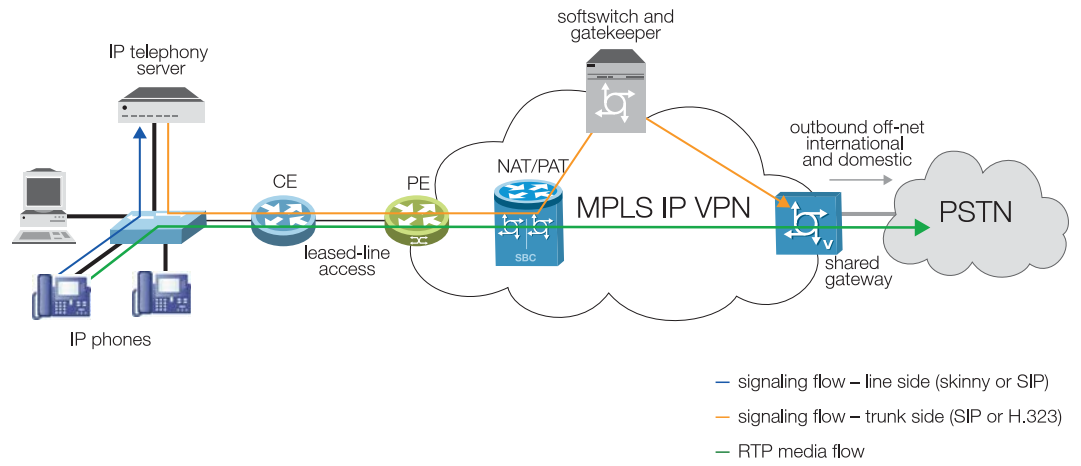 softswitch and
gatekeeper
IP telephony
server
outbound off-net
international
and domestic
NAT/PAT
CE
PE
MPLS IP VPN
PSTN
SBC
V
leased-line
access
shared
gateway
IP phones
signaling flow – line side (skinny or SIP)
signaling flow – trunk side (SIP or H.323)
RTP media flow